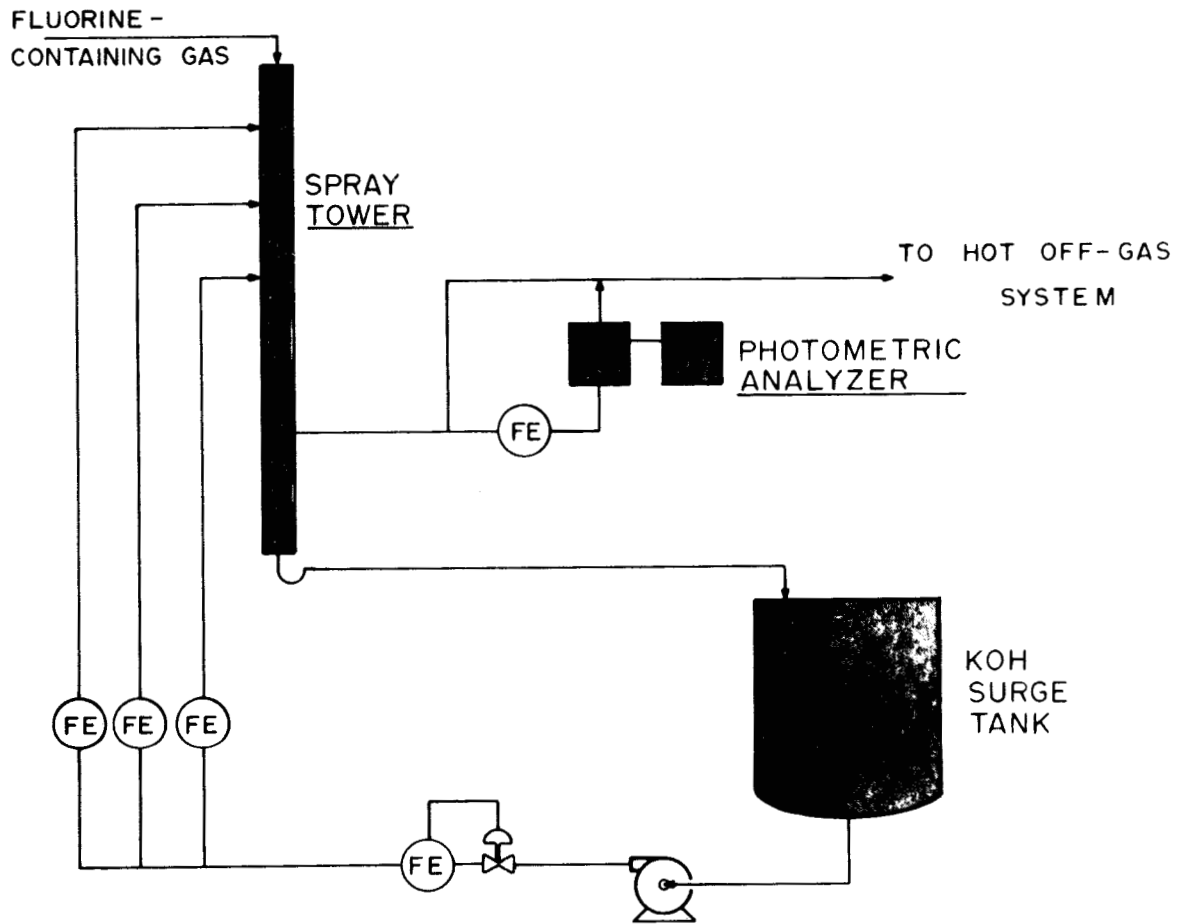 FLUORINE-
CONTAINING GAS
SPRAY
TOWER
TO HOT OFF-GAS
SYSTEM
PHOTOMETRIC
ANALYZER
FE
KOH
SURGE
TANK
FE FE FE
FE